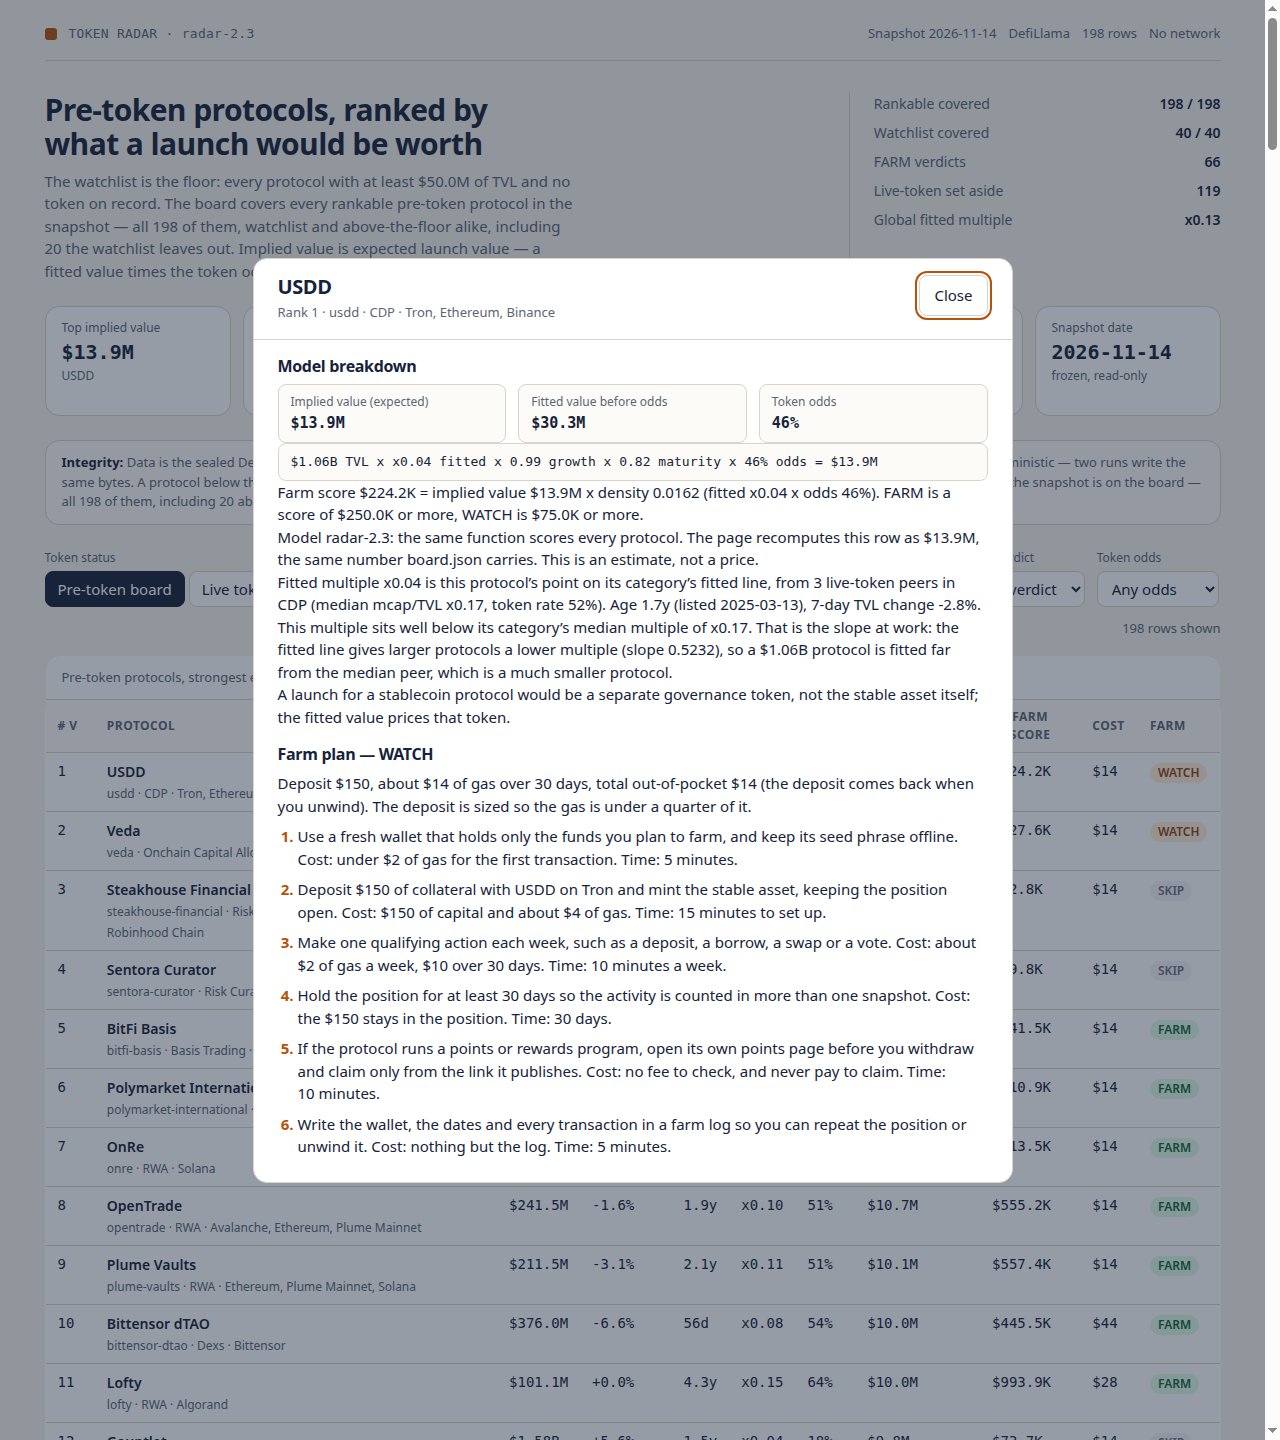 TOKEN RADAR · radar-2.3
Snapshot 2026-11-14 DefiLlama 198 rows No network
Pre-token protocols, ranked by
what a launch would be worth
The watchlist is the floor: every protocol with at least $50.0M of TVL and no
token on record. The board covers every rankable pre-token protocol in the
snapshot — all 198 of them, watchlist and above-the-floor alike, including
20 the watchlist leaves out. Implied value is expected launch value — a
fitted value times the token
Rankable covered 198 / 198
Watchlist covered 40 / 40
FARM verdicts 66
Live-token set aside 119
Global fitted multiple x0.13
Top implied value
$13.9M
USDD
Snapshot date
2026-11-14
frozen, read-only
Integrity: Data is the sealed
same bytes. A protocol below
all 198 of them, including 20
— two runs write the
the snapshot is on the board —
Token status
Pre-token board Live
Token odds
Any odds
198 rows shown
Pre-token protocols, strongest
USDD
Rank 1 · usdd · CDP · Tron, Ethereum, Binance
Close
Model breakdown
Implied value (expected)
$13.9M
Fitted value before odds
$30.3M
Token odds
46%
$1.06B TVL x x0.04 fitted x 0.99 growth x 0.82 maturity x 46% odds = $13.9M
Farm score $224.2K = implied value $13.9M x density 0.0162 (fitted x0.04 x odds 46%). FARM is a
score of $250.0K or more, WATCH is $75.0K or more.
Model radar-2.3: the same function scores every protocol. The page recomputes this row as $13.9M,
the same number board.json carries. This is an estimate, not a price.
Fitted multiple x0.04 is this protocol’s point on its category’s fitted line, from 3 live-token peers in
CDP (median mcap/TVL x0.17, token rate 52%). Age 1.7y (listed 2025-03-13), 7-day TVL change -2.8%.
This multiple sits well below its category’s median multiple of x0.17. That is the slope at work: the
fitted line gives larger protocols a lower multiple (slope 0.5232), so a $1.06B protocol is fitted far
from the median peer, which is a much smaller protocol.
A launch for a stablecoin protocol would be a separate governance token, not the stable asset itself;
the fitted value prices that token.
Farm plan — WATCH
Deposit $150, about $14 of gas over 30 days, total out-of-pocket $14 (the deposit comes back when
you unwind). The deposit is sized so the gas is under a quarter of it.
1. Use a fresh wallet that holds only the funds you plan to farm, and keep its seed phrase offline.
Cost: under $2 of gas for the first transaction. Time: 5 minutes.
2. Deposit $150 of collateral with USDD on Tron and mint the stable asset, keeping the position
open. Cost: $150 of capital and about $4 of gas. Time: 15 minutes to set up.
3. Make one qualifying action each week, such as a deposit, a borrow, a swap or a vote. Cost: about
$2 of gas a week, $10 over 30 days. Time: 10 minutes a week.
4. Hold the position for at least 30 days so the activity is counted in more than one snapshot. Cost:
the $150 stays in the position. Time: 30 days.
5. If the protocol runs a points or rewards program, open its own points page before you withdraw
and claim only from the link it publishes. Cost: no fee to check, and never pay to claim. Time:
10 minutes.
6. Write the wallet, the dates and every transaction in a farm log so you can repeat the position or
unwind it. Cost: nothing but the log. Time: 5 minutes.
# V PROTOCOL FARM SCORE COST FARM
1 USDD $14 WATCH
usdd · CDP · Tron,
2 Veda $14 WATCH
veda · Onchain Capital
3 Steakhouse Financial $14 SKIP
steakhouse-financial ·
Robinhood Chain
4 Sentora Curator $14 SKIP
sentora-curator · Risk
5 BitFi Basis $14 FARM
bitfi-basis · Basis Trading ·
6 Polymarket $14 FARM
polymarket-international ·
7 OnRe $14 FARM
onre · RWA · Solana
8 OpenTrade $241.5M -1.6% 1.9y x0.10 51% $10.7M $555.2K $14 FARM
opentrade · RWA · Avalanche, Ethereum, Plume Mainnet
9 Plume Vaults $211.5M -3.1% 2.1y x0.11 51% $10.1M $557.4K $14 FARM
plume-vaults · RWA · Ethereum, Plume Mainnet, Solana
10 Bittensor dTAO $376.0M -6.6% 56d x0.08 54% $10.0M $445.5K $44 FARM
bittensor-dtao · Dexs · Bittensor
11 Lofty $101.1M +0.0% 4.3y x0.15 64% $10.0M $993.9K $28 FARM
lofty · RWA · Algorand